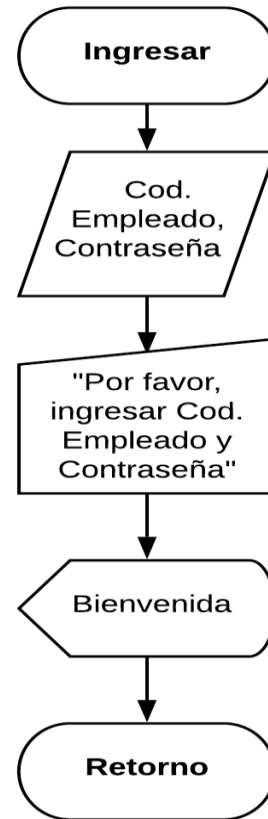 Ingresar
Cod.
Empleado,
Contraseña
"Por favor,
ingresar Cod.
Empleado y
Contraseña"
Bienvenida
Retorno